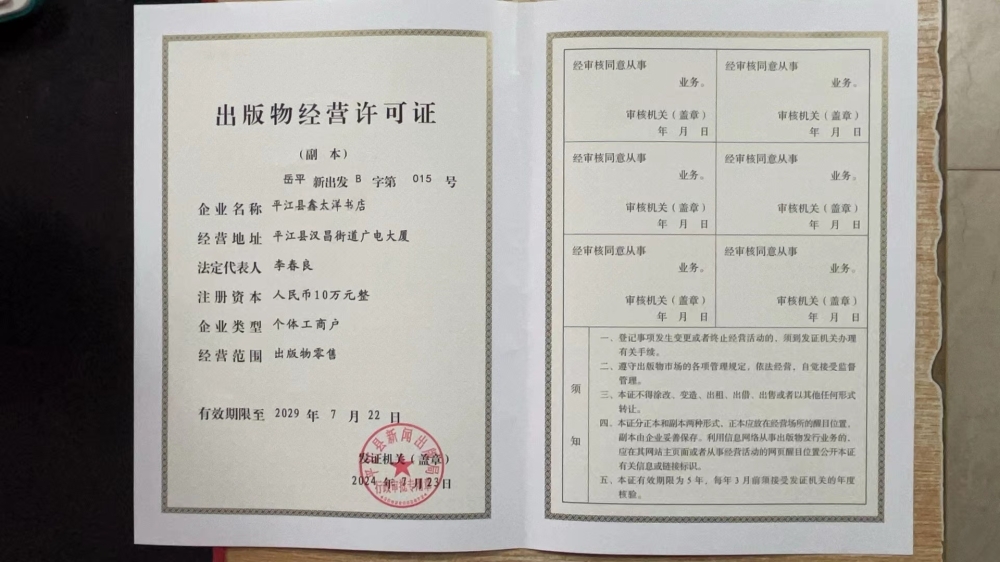 出版物经营许可证
（副 本）
岳平 新出发 B 字第 015 号
企业名称 平江县鑫太洋书店
经营地址 平江县汉昌街道广电大厦
法定代表人 李春良
注册资本 人民币10万元整
企业类型 个体工商户
经营范围 出版物零售
有效期限至 2029 年 7 月 22 日
发证机关（盖章）
2024 年 7 月 23 日
平江县新闻出版局
经审核同意从事
业务。
审核机关（盖章）
年 月 日
经审核同意从事
业务。
审核机关（盖章）
年 月 日
经审核同意从事
业务。
审核机关（盖章）
年 月 日
经审核同意从事
业务。
审核机关（盖章）
年 月 日
经审核同意从事
业务。
审核机关（盖章）
年 月 日
经审核同意从事
业务。
审核机关（盖章）
年 月 日
须知
一、登记事项发生变更或者终止经营活动的，须到发证机关办理
有关手续。
二、遵守出版物市场的各项管理规定，依法经营，自觉接受监督
管理。
三、本证不得涂改、变造、出租、出借、出售或者以其他任何形式
转让。
四、本证分正本和副本两种形式，正本应放在经营场所的醒目位置，
副本由企业妥善保存。利用信息网络从事出版物发行业务的，
应在其网站主页面或者从事经营活动的网页醒目位置公开本证
有关信息或链接标识。
五、本证有效期限为 5 年，每年 3 月前须接受发证机关的年度
核验。